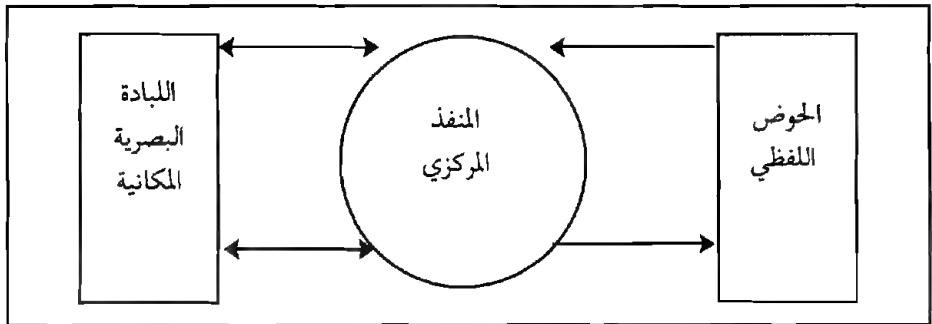 الحوض
اللفظي
المنفذ
المركزي
اللبادة
البصرية
المكانية